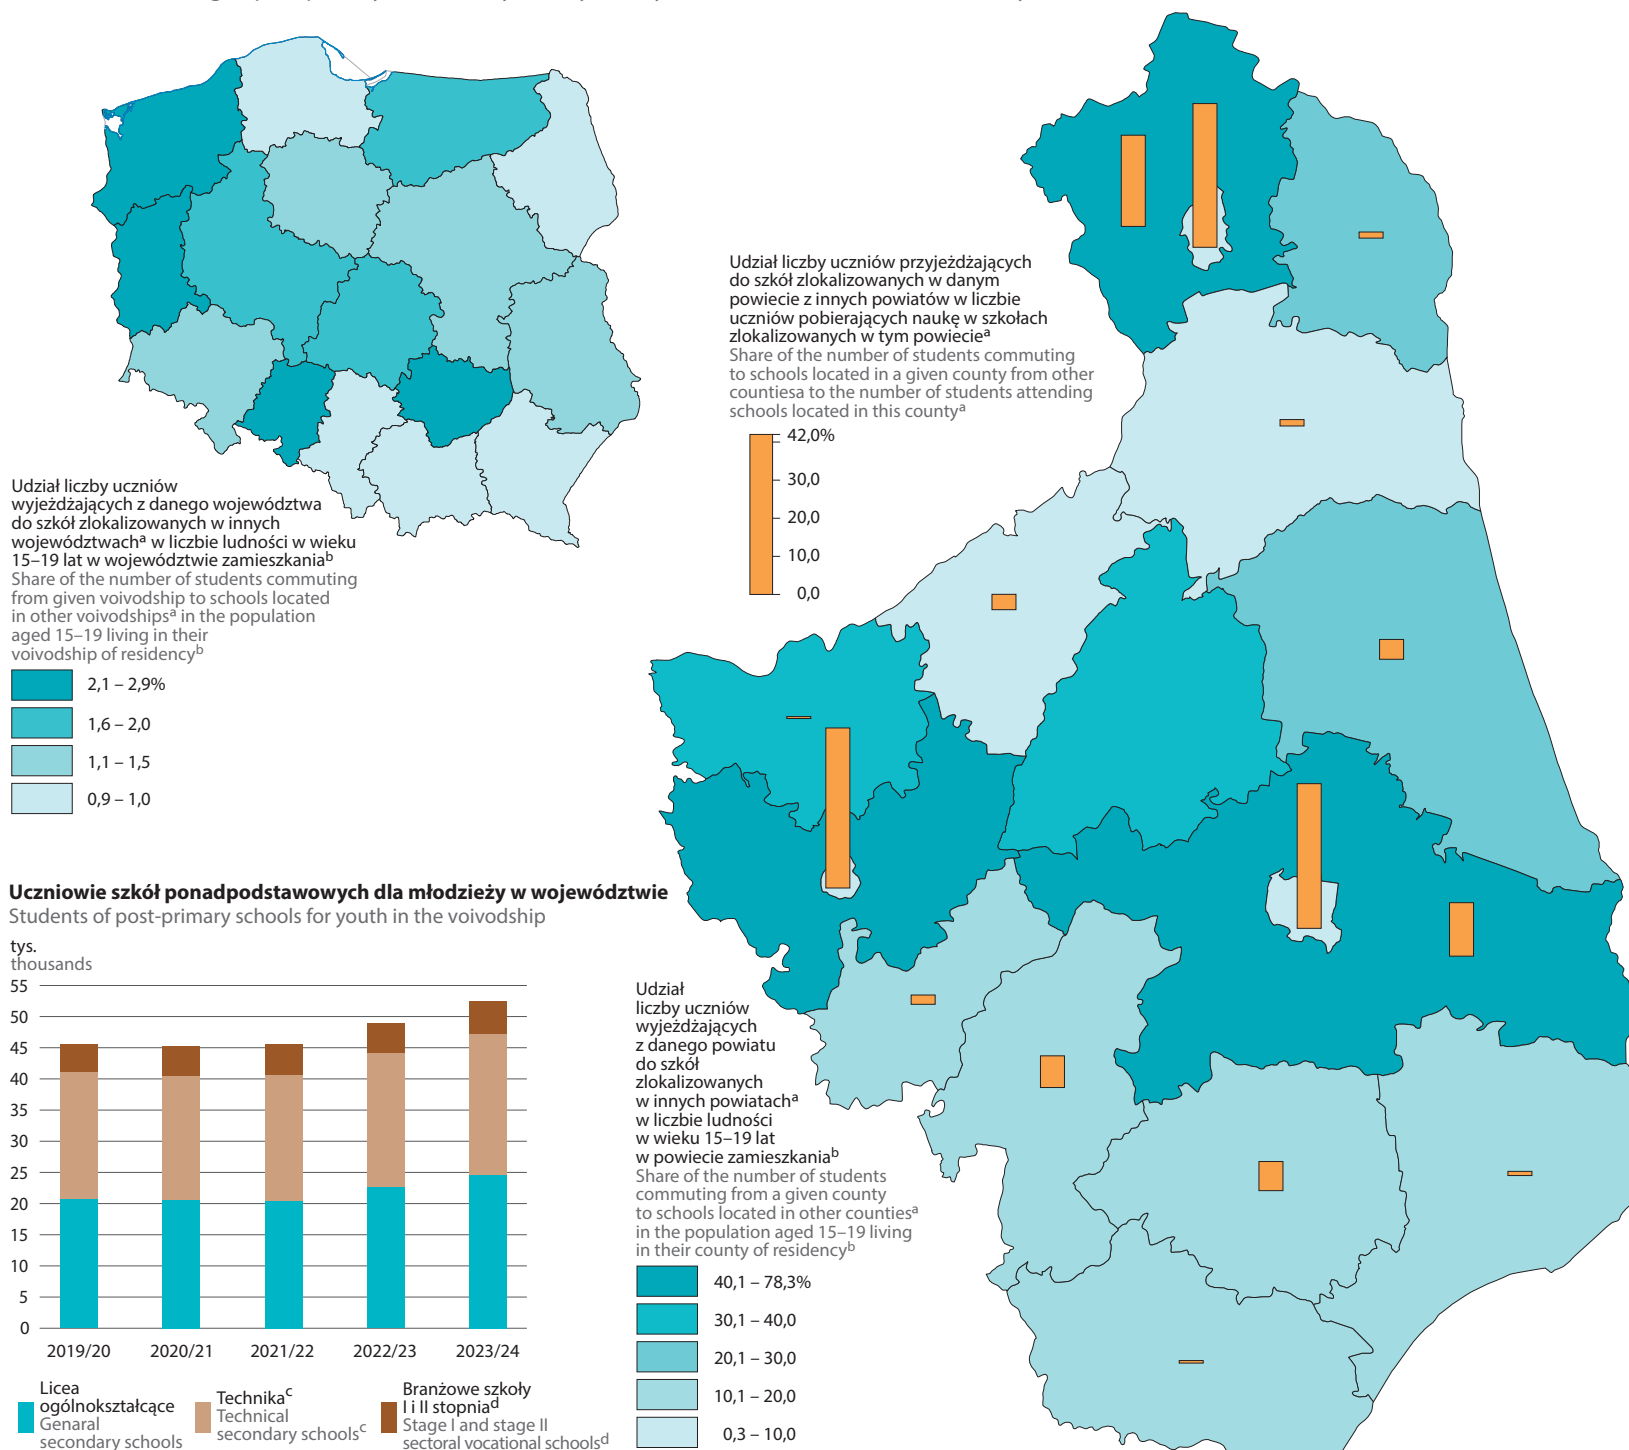 Udział liczby uczniów przyjeżdżających
do szkół zlokalizowanych w danym
powiecie z innych powiatów w liczbie
uczniów pobierających naukę w szkołach
zlokalizowanych w tym powiecieᵃ
Share of the number of students commuting
to schools located in a given county from other
countiesa to the number of students attending
schools located in this countyᵃ
42,0%
30,0
20,0
10,0
0,0
Udział liczby uczniów
wyjeżdżających z danego województwa
do szkół zlokalizowanych w innych
województwachᵃ w liczbie ludności w wieku
15–19 lat w województwie zamieszkaniaᵇ
Share of the number of students commuting
from given voivodship to schools located
in other voivodshipsᵃ in the population
aged 15–19 living in their
voivodship of residencyᵇ
2,1 – 2,9%
1,6 – 2,0
1,1 – 1,5
0,9 – 1,0
Uczniowie szkół ponadpodstawowych dla młodzieży w województwie
Students of post-primary schools for youth in the voivodship
tys.
thousands
55
50
45
40
35
30
25
20
15
10
5
0
2019/20 2020/21 2021/22 2022/23 2023/24
Licea
ogólnokształcące
Genaral
secondary schools
Technikaᶜ
Technical
secondary schoolsᶜ
Branżowe szkoły
I i II stopniaᵈ
Stage I and stage II
sectoral vocational schoolsᵈ
Udział
liczby uczniów
wyjeżdżających
z danego powiatu
do szkół
zlokalizowanych
w innych powiatachᵃ
w liczbie ludności
w wieku 15–19 lat
w powiecie zamieszkaniaᵇ
Share of the number of students
commuting from a given county
to schools located in other countiesᵃ
in the population aged 15–19 living
in their county of residencyᵇ
40,1 – 78,3%
30,1 – 40,0
20,1 – 30,0
10,1 – 20,0
0,3 – 10,0